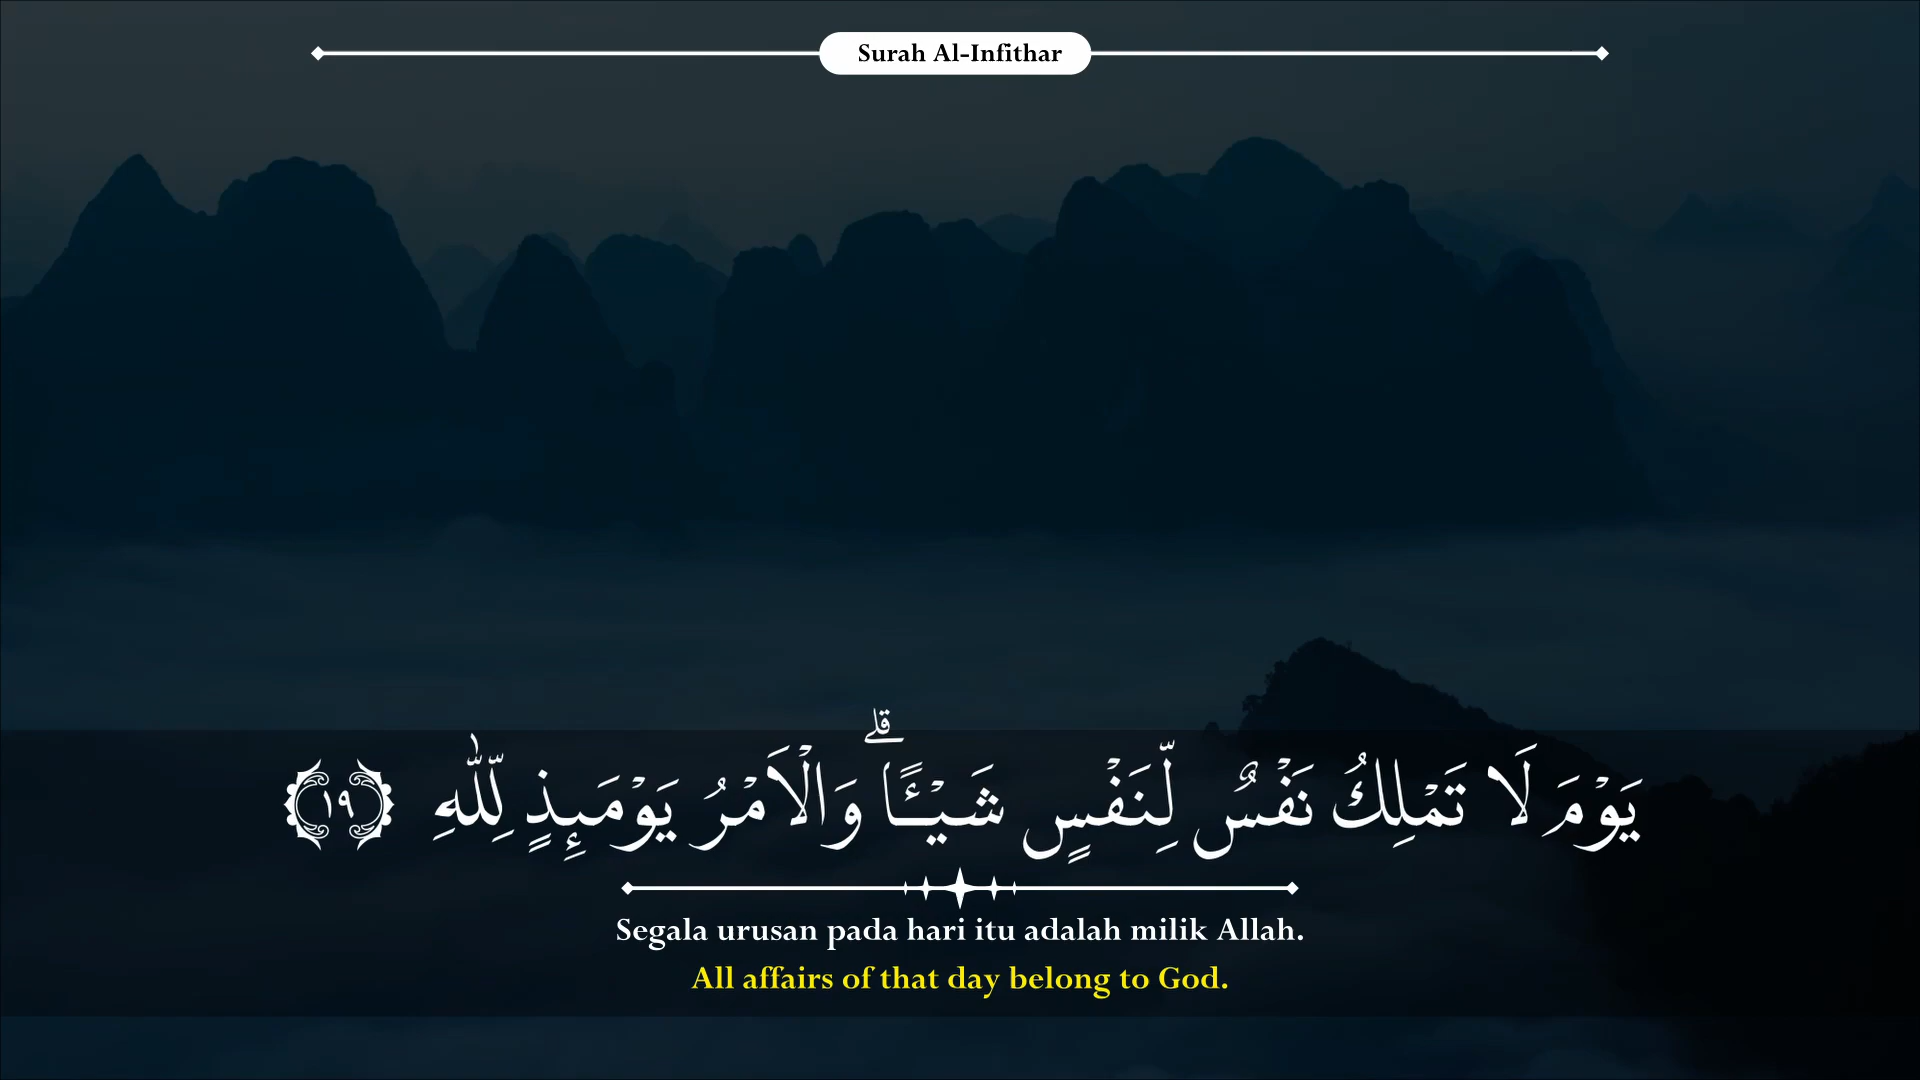 Surah Al-Infithar
يَوْمَ لَا تَمْلِكُ نَفْسٌ لِّنَفْسٍ شَيْـًٔاۗ وَالْاَمْرُ يَوْمَىِٕذٍ لِّلّٰهِ ١٩
Segala urusan pada hari itu adalah milik Allah.
All affairs of that day belong to God.